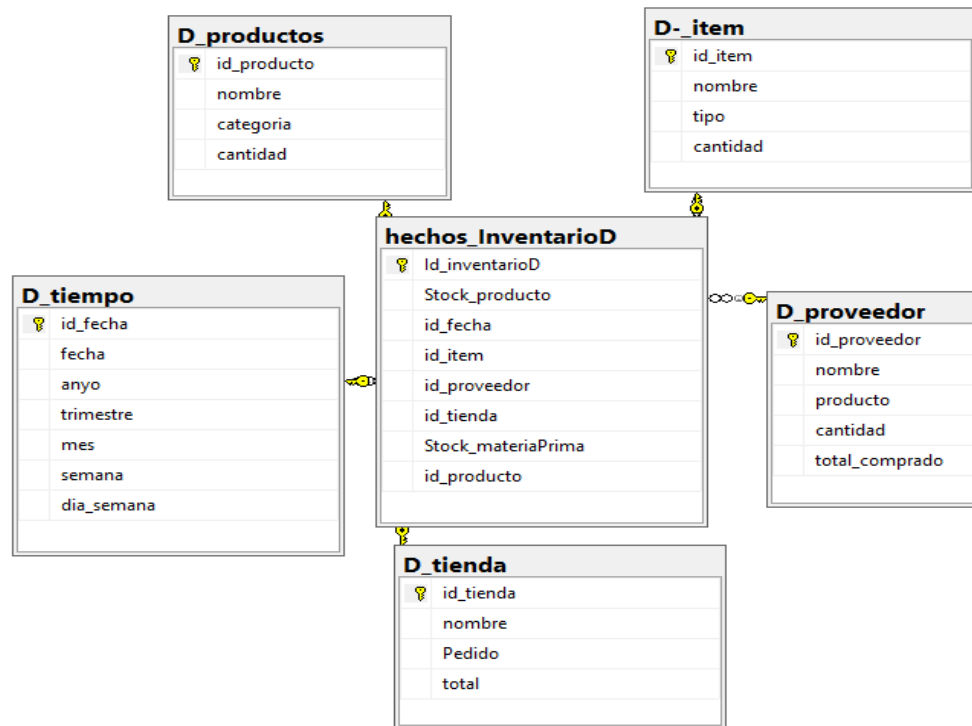 D_productos
id_producto
nombre
categoria
cantidad
D-_item
id_item
nombre
tipo
cantidad
hechos_InventarioD
Id_inventarioD
Stock_producto
id_fecha
id_item
id_proveedor
id_tienda
Stock_materiaPrima
id_producto
D_tiempo
id_fecha
fecha
anyo
trimestre
mes
semana
dia_semana
D_proveedor
id_proveedor
nombre
producto
cantidad
total_comprado
D_tienda
id_tienda
nombre
Pedido
total